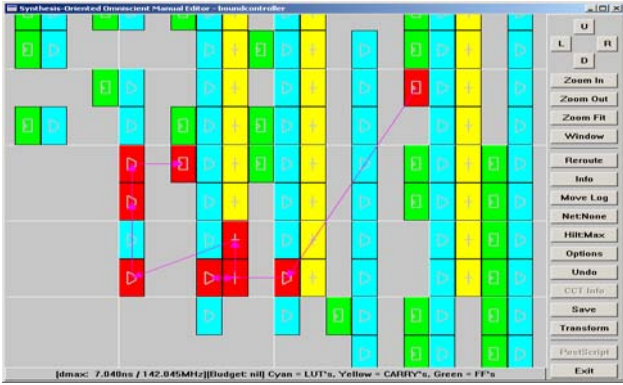 Synthesis-Oriented Omniscient Manual Editor - boundcontroller
U
L R
D
Zoom In
Zoom Out
Zoom Fit
Window
Reroute
Info
Move Log
Net:None
Hilt:Max
Options
Undo
CCT Info
Save
Transform
PostScript
Exit
[dmax: 7.040ns / 142.045MHz][Budget: nil] Cyan = LUT's, Yellow = CARRY's, Green = FF's